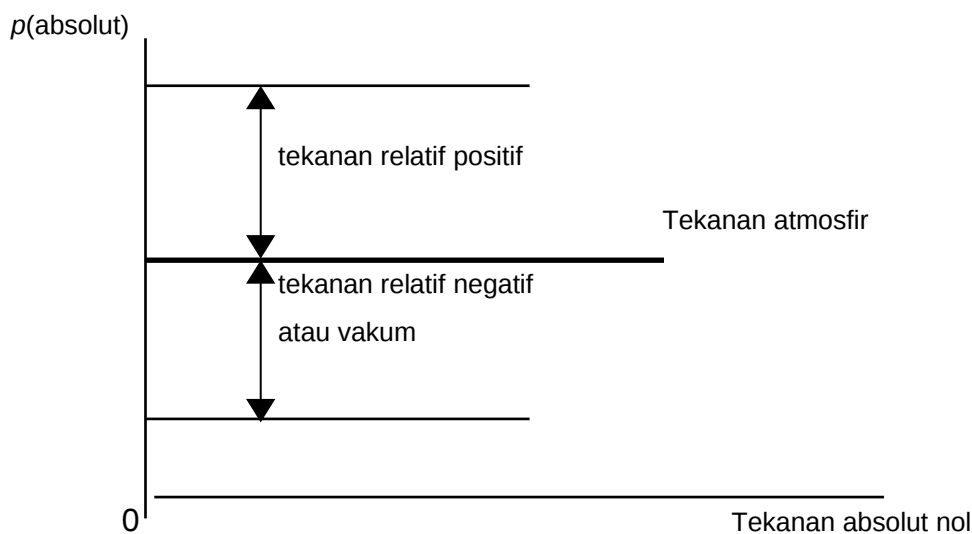 p(absolut)
tekanan relatif positif
Tekanan atmosfir
tekanan relatif negatif
atau vakum
0
Tekanan absolut nol